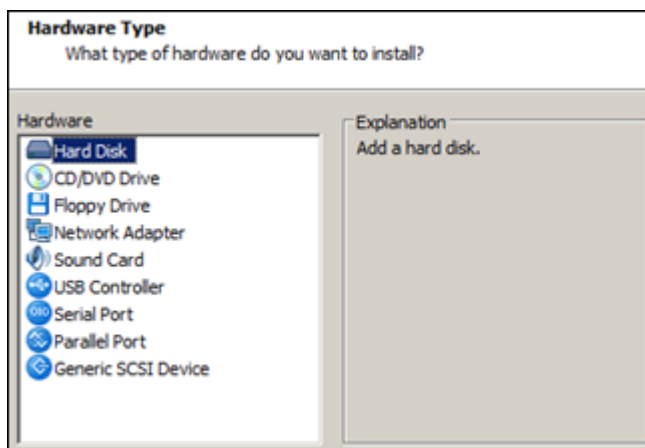 Hardware Type
What type of hardware do you want to install?
Hardware
Hard Disk
CD/DVD Drive
Floppy Drive
Network Adapter
Sound Card
USB Controller
Serial Port
Parallel Port
Generic SCSI Device
Explanation
Add a hard disk.